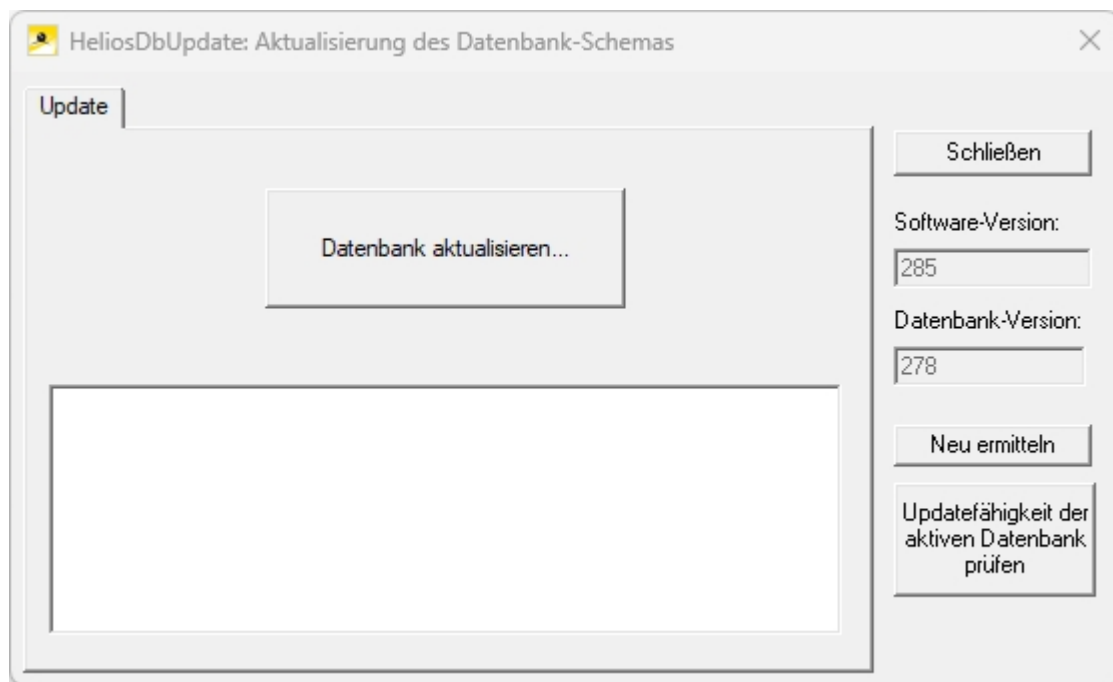 HeliosDbUpdate: Aktualisierung des Datenbank-Schemas
Update
Datenbank aktualisieren...
Schließen
Software-Version:
285
Datenbank-Version:
278
Neu ermitteln
Updatefähigkeit der
aktiven Datenbank
prüfen